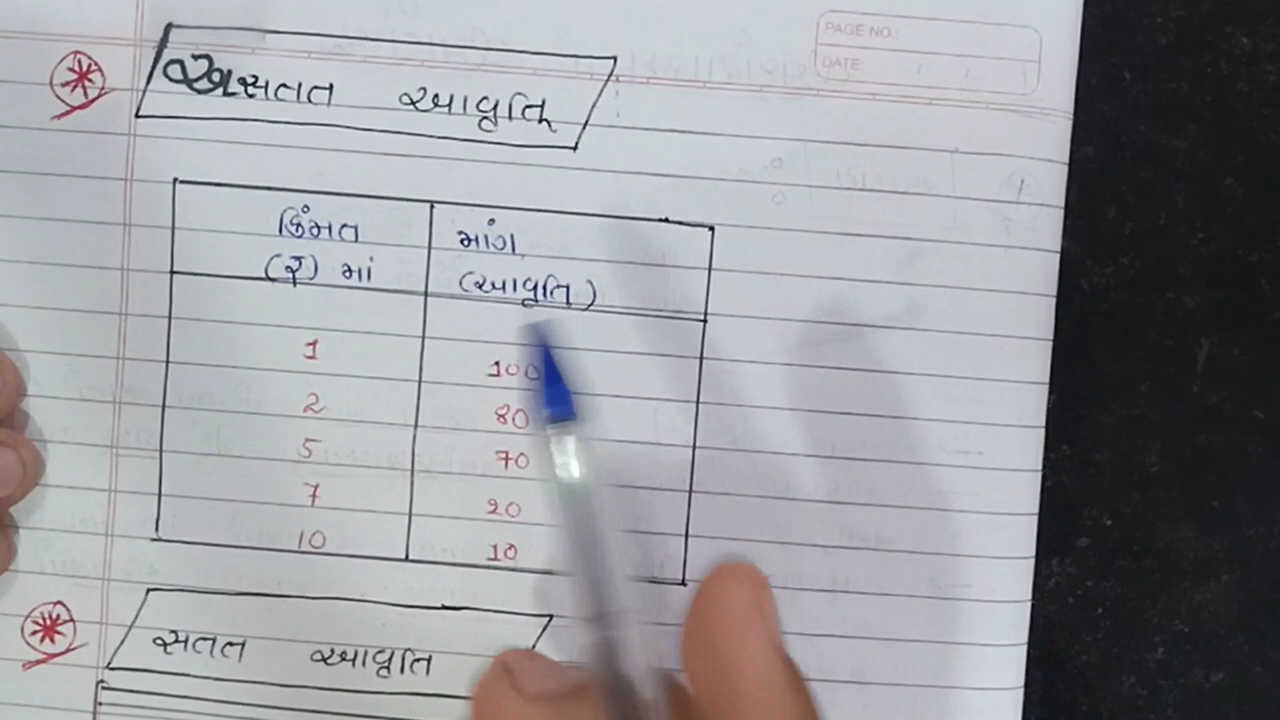 PAGE NO.:
DATE:
અસતત આવૃતિ
કિંમત
(₹) માં
માંગ
(આવૃતિ)
1 100
2 80
5 70
7 20
10 10
સતત આવૃતિ